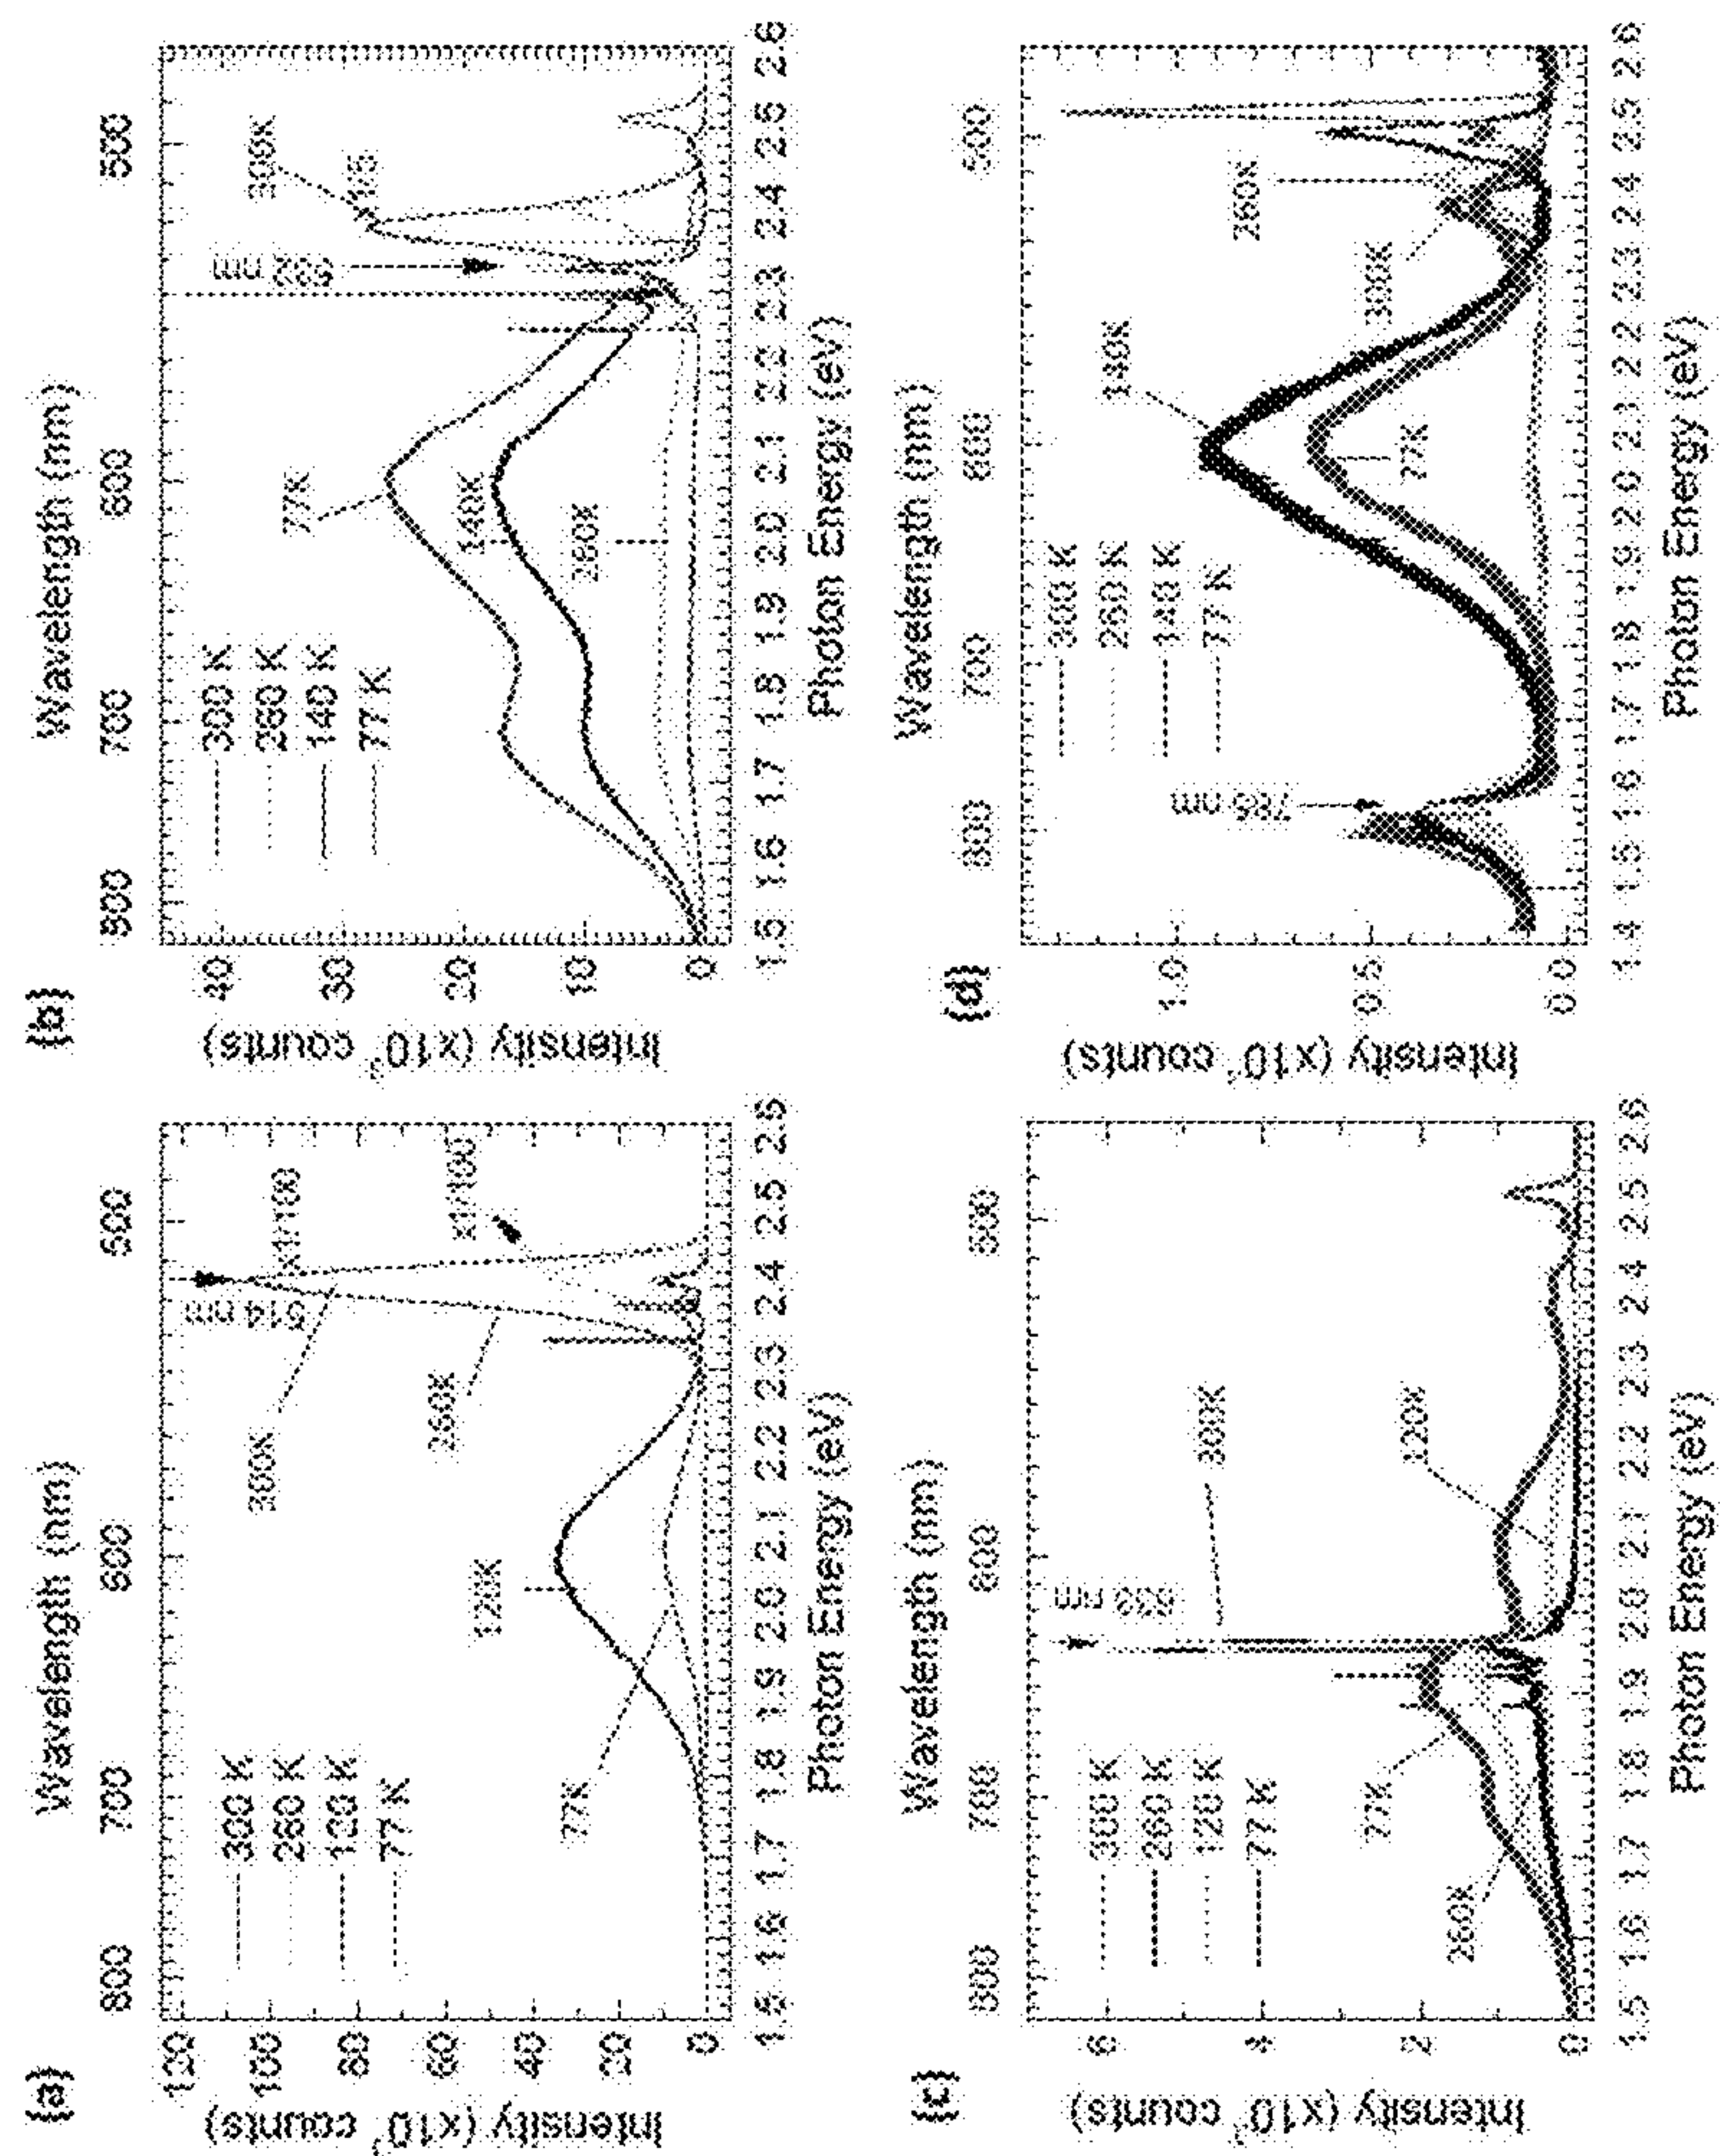 (a)
Wavelength (nm)
800 700 600 500
Intensity (x10³ counts)
120
100
80
60
40
20
0
300 K
260 K
120 K
77 K
514 nm
x1/100
x1/100
300K
260K
120K
77K
1.5 1.6 1.7 1.8 1.9 2.0 2.1 2.2 2.3 2.4 2.5 2.6
Photon Energy (eV)
(b)
Wavelength (nm)
800 700 600 500
Intensity (x10³ counts)
40
30
20
10
0
300 K
260 K
140 K
77 K
532 nm
300K
X1/5
77K
140K
260K
1.5 1.6 1.7 1.8 1.9 2.0 2.1 2.2 2.3 2.4 2.5 2.6
Photon Energy (eV)
(c)
Wavelength (nm)
800 700 600 500
Intensity (x10³ counts)
6
4
2
0
300 K
260 K
120 K
77 K
633 nm
300K
77K
120K
260K
1.5 1.6 1.7 1.8 1.9 2.0 2.1 2.2 2.3 2.4 2.5 2.6
Photon Energy (eV)
(d)
Wavelength (nm)
800 700 600 500
Intensity (x10³ counts)
1.0
0.5
0.0
300 K
260 K
140 K
77 K
785 nm
140K
77K
300K
260K
1.4 1.5 1.6 1.7 1.8 1.9 2.0 2.1 2.2 2.3 2.4 2.5 2.6
Photon Energy (eV)